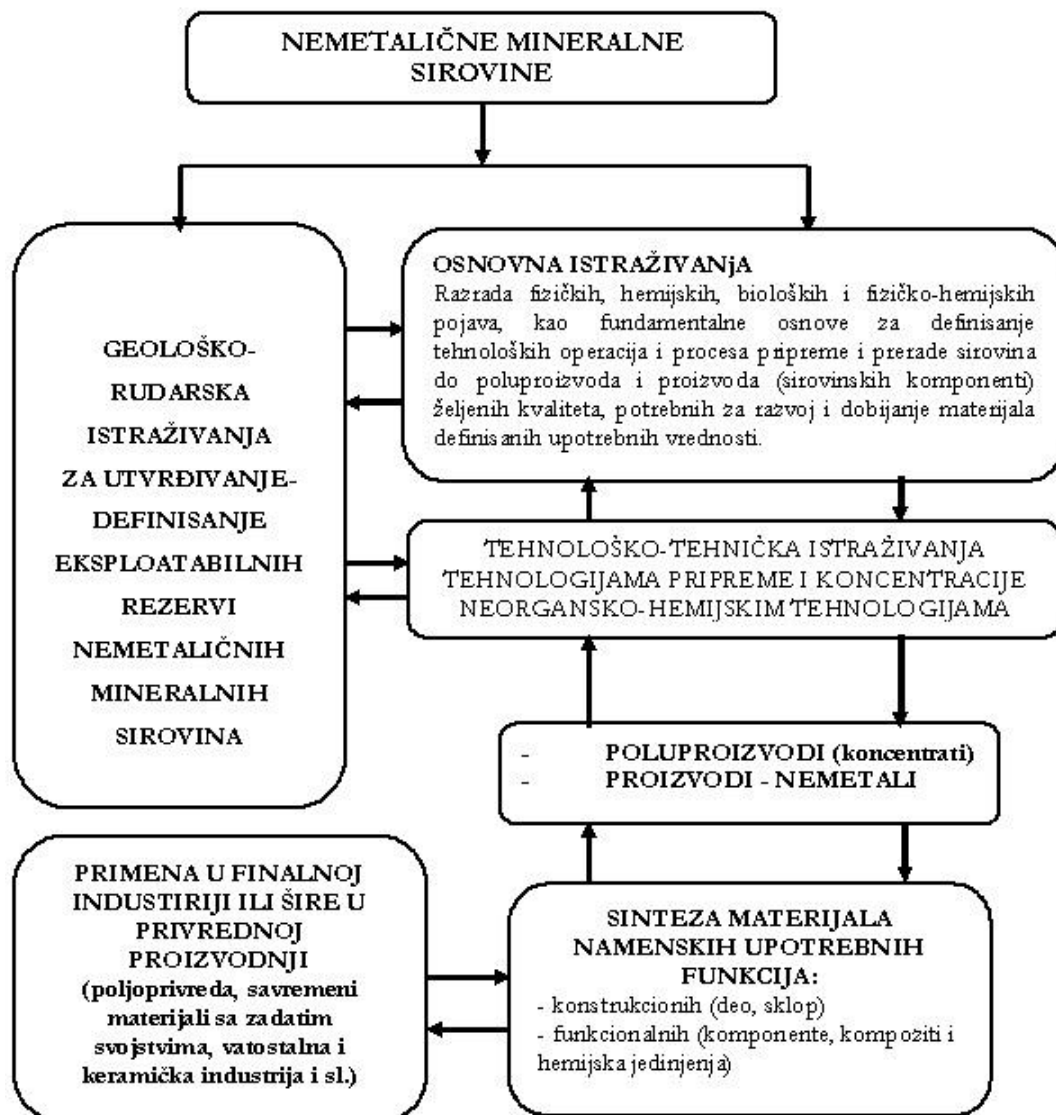 NEMETALIČNE MINERALNE
SIROVINE
GEOLOŠKO-
RUDARSKA
ISTRAŽIVANJA
ZA UTVRĐIVANJE-
DEFINISANJE
EKSPLOATABILNIH
REZERVI
NEMETALIČNIH
MINERALNIH
SIROVINA
OSNOVNA ISTRAŽIVANjA
Razrada fizičkih, hemijskih, bioloških i fizičko-hemijskih
pojava, kao fundamentalne osnove za definisanje
tehnoloških operacija i procesa pripreme i prerade sirovina
do poluproizvoda i proizvoda (sirovinskih komponenti)
željenih kvaliteta, potrebnih za razvoj i dobijanje materijala
definisanih upotrebnih vrednosti.
TEHNOLOŠKO-TEHNIČKA ISTRAŽIVANJA
TEHNOLOGIJAMA PRIPREME I KONCENTRACIJE
NEORGANSKO-HEMIJSKIM TEHNOLOGIJAMA
- POLUPROIZVODI (koncentrati)
- PROIZVODI - NEMETALI
PRIMENA U FINALNOJ
INDUSTIRIJI ILI ŠIRE U
PRIVREDNOJ
PROIZVODNJI
(poljoprivreda, savremeni
materijali sa zadatim
svojstvima, vatostalna i
keramička industrija i sl.)
SINTEZA MATERIJALA
NAMENSKIH UPOTREBNIH
FUNKCIJA:
- konstrukcionih (deo, sklop)
- funkcionalnih (komponente, kompoziti i
hemijska jedinjenja)